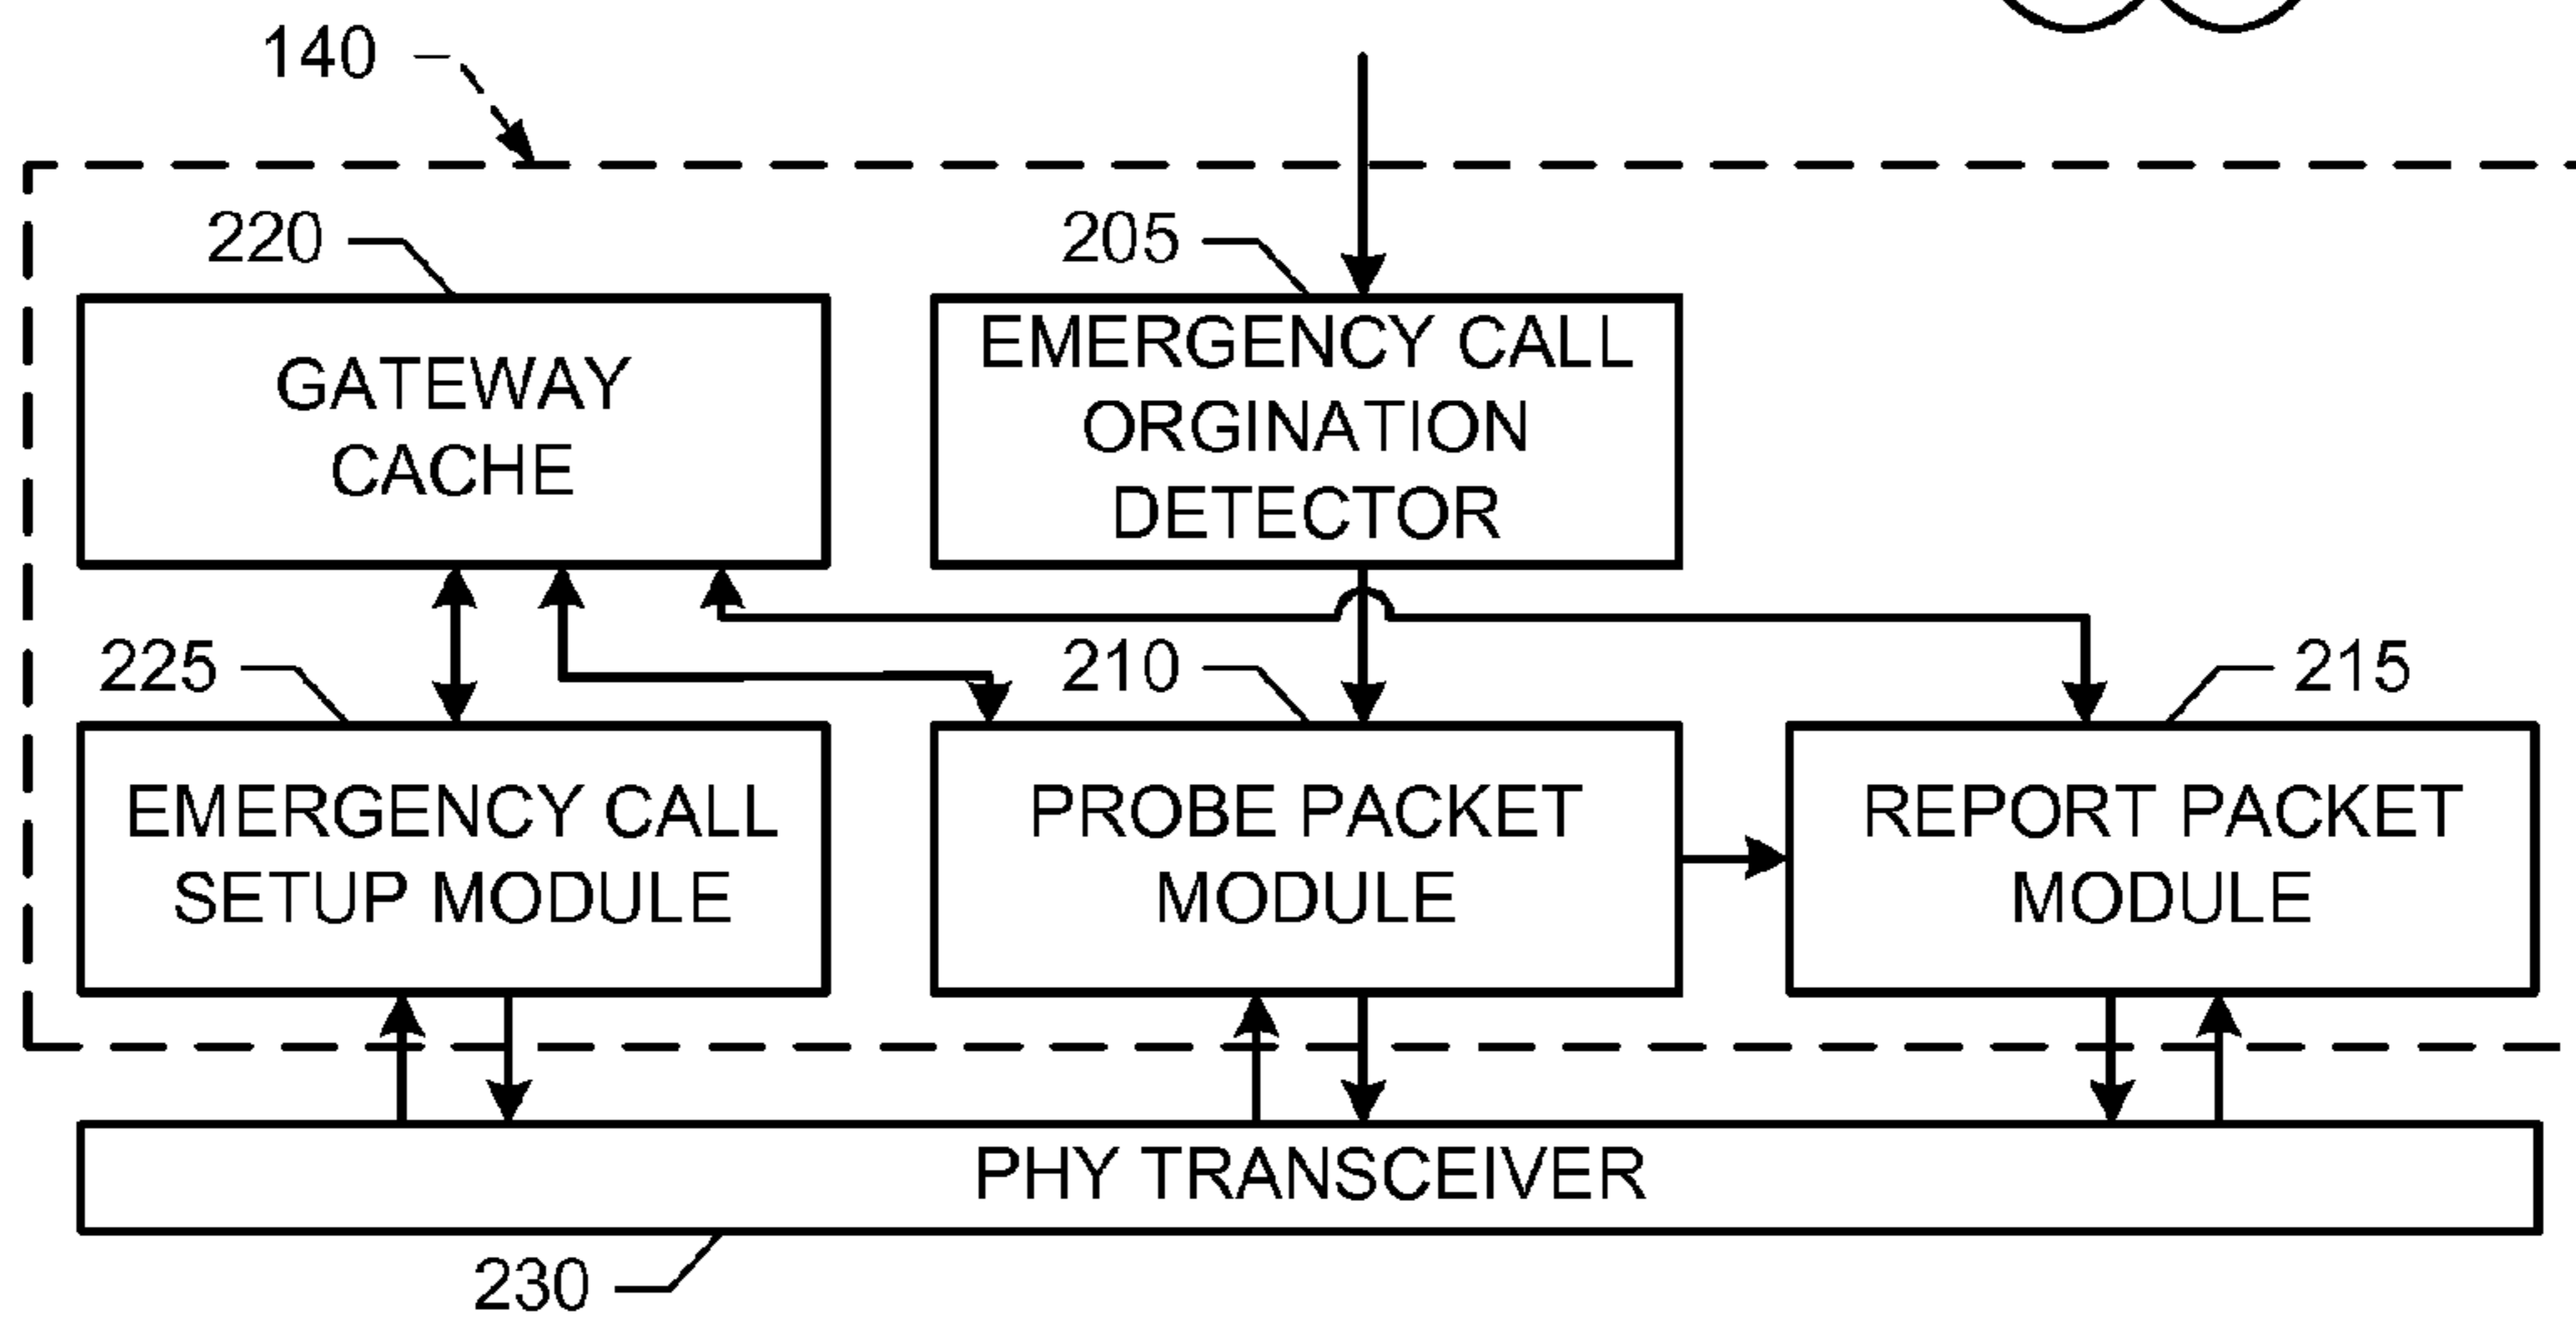 140
220
205
GATEWAY
CACHE
EMERGENCY CALL
ORGINATION
DETECTOR
225
210
215
EMERGENCY CALL
SETUP MODULE
PROBE PACKET
MODULE
REPORT PACKET
MODULE
PHY TRANSCEIVER
230